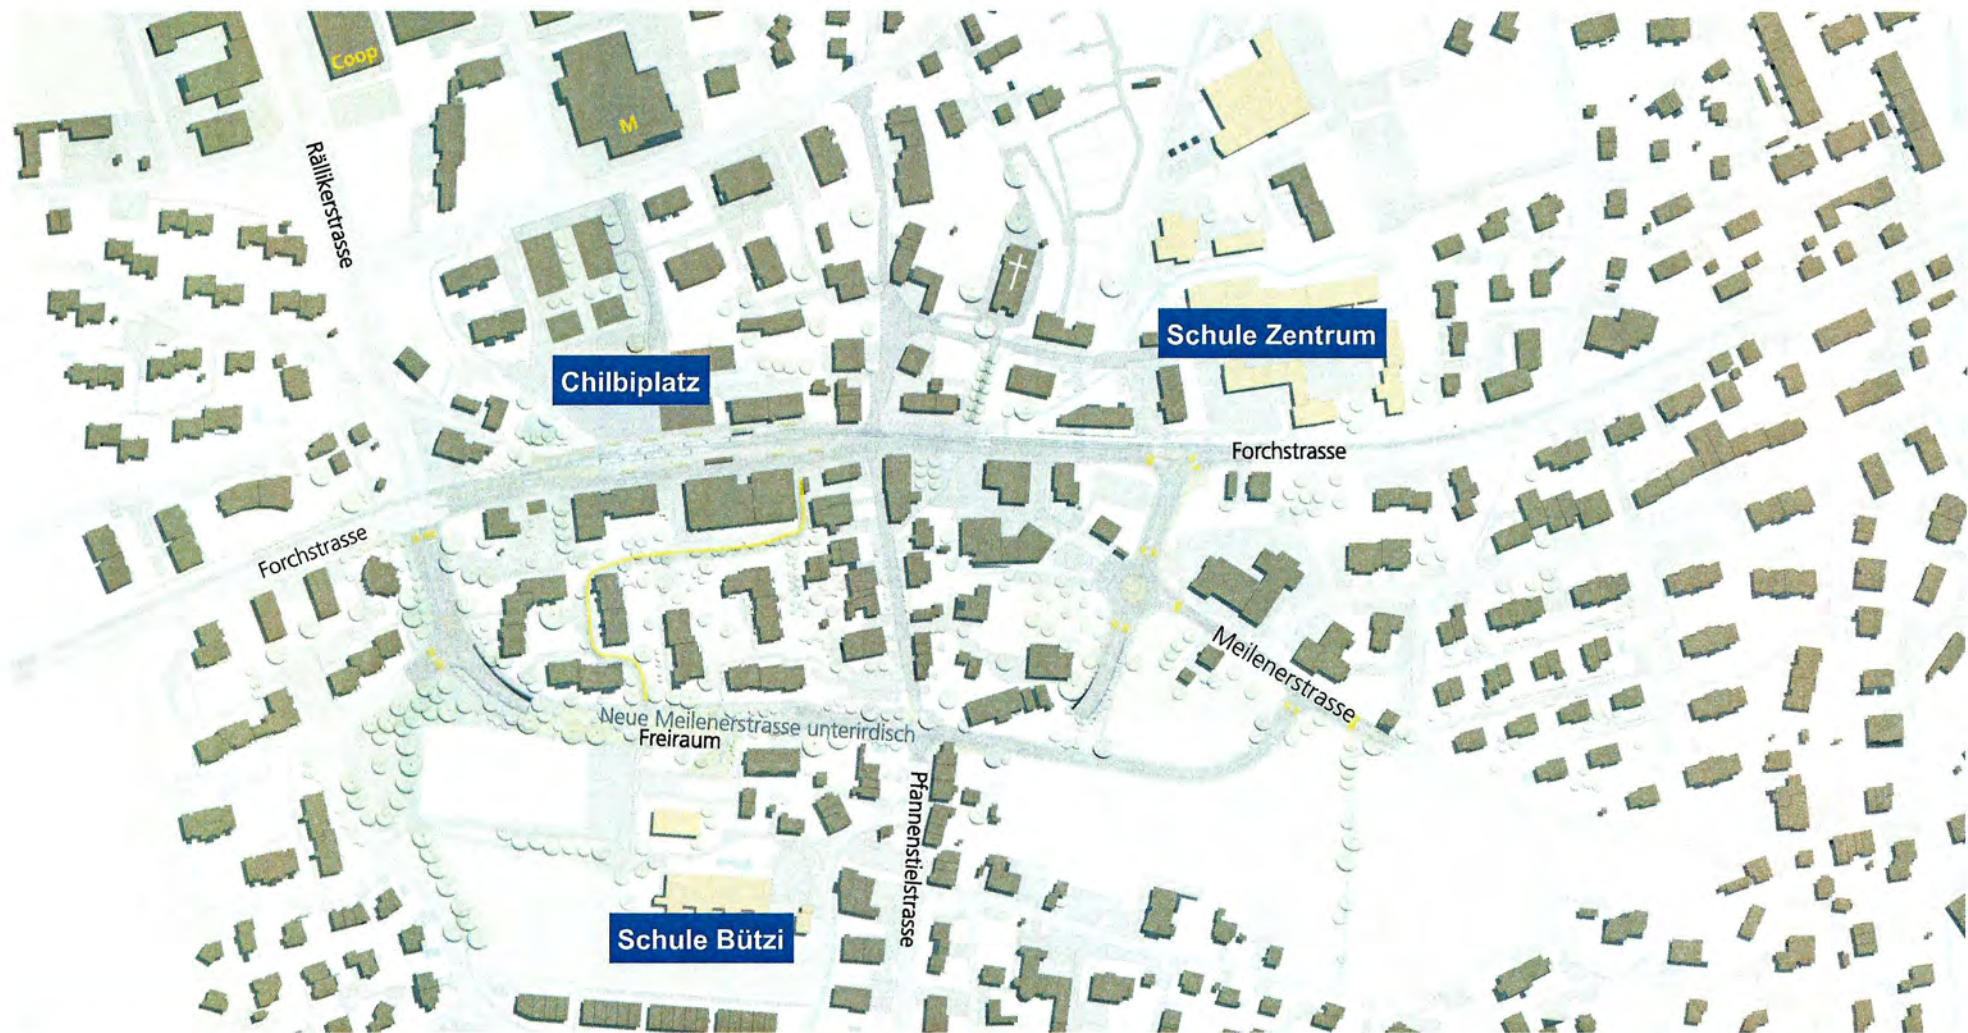 Coop
M
Rällikerstrasse
Schule Zentrum
Chilbiplatz
Forchstrasse
Forchstrasse
Meilenerstrasse
Neue Meilenerstrasse unterirdisch
Freiraum
Pfannenstielstrasse
Schule Bützi